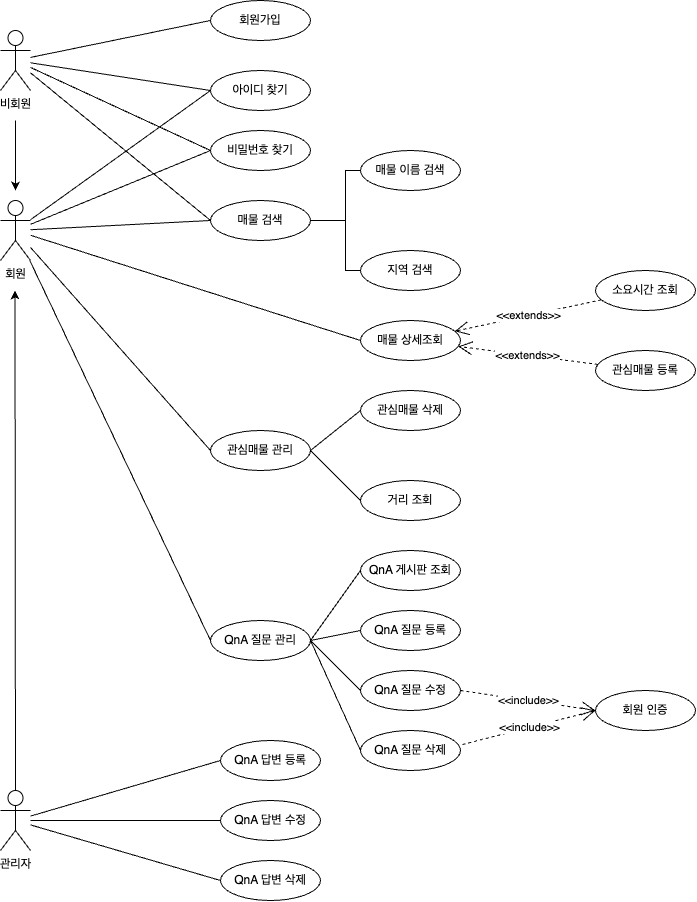 회원가입
비회원
아이디 찾기
비밀번호 찾기
매물 검색
매물 이름 검색
지역 검색
회원
매물 상세조회
<<extends>>
소요시간 조회
<<extends>>
관심매물 등록
관심매물 관리
관심매물 삭제
거리 조회
QnA 질문 관리
QnA 게시판 조회
QnA 질문 등록
QnA 질문 수정
QnA 질문 삭제
<<include>>
<<include>>
회원 인증
관리자
QnA 답변 등록
QnA 답변 수정
QnA 답변 삭제